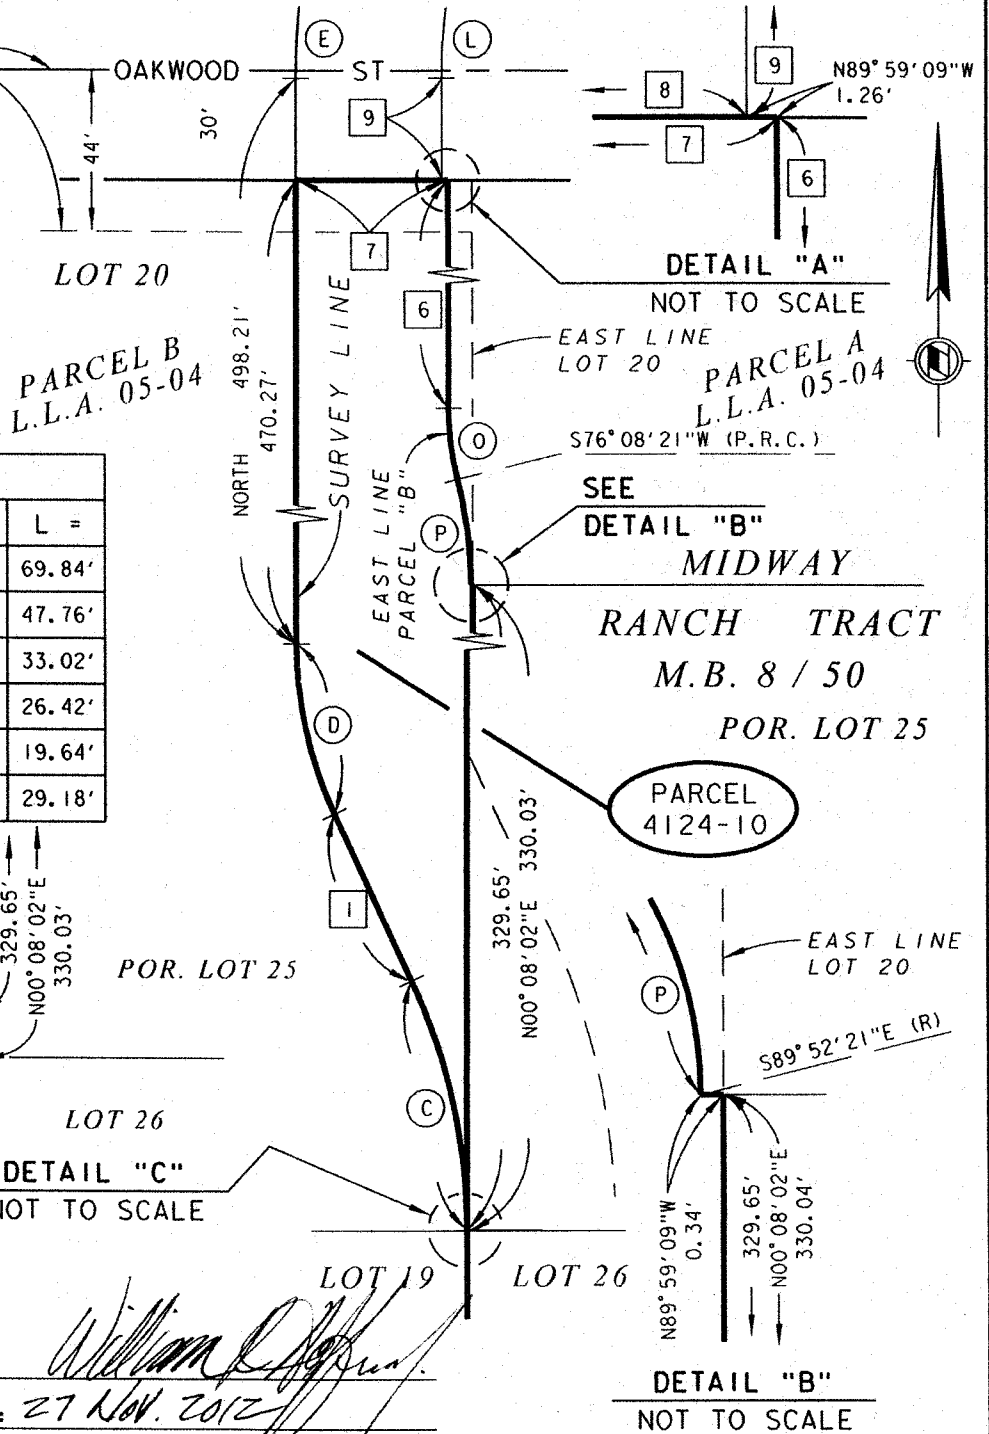 E
L
OAKWOOD ST
9
N89°59'09"W
1.26'
8
44'
30'
9
7
6
7
DETAIL "A"
NOT TO SCALE
LOT 20
6
EAST LINE
LOT 20
PARCEL A
L.L.A. 05-04
PARCEL B
L.L.A. 05-04
NORTH 498.21'
470.27'
SURVEY LINE
O
S76°08'21"W (P.R.C.)
EAST LINE
PARCEL "B"
SEE
DETAIL "B"
P
L =
69.84'
47.76'
33.02'
26.42'
19.64'
29.18'
MIDWAY
RANCH TRACT
M.B. 8 / 50
POR. LOT 25
D
PARCEL
4124-10
1
329.65'
N00°08'02"E 330.03'
329.65'
N00°08'02"E
330.03'
POR. LOT 25
EAST LINE
LOT 20
P
S89°52'21"E (R)
C
LOT 26
DETAIL "C"
NOT TO SCALE
N89°59'09"W
0.34'
329.65'
N00°08'02"E
330.04'
LOT 19
LOT 26
27 Nov. 2012
DETAIL "B"
NOT TO SCALE